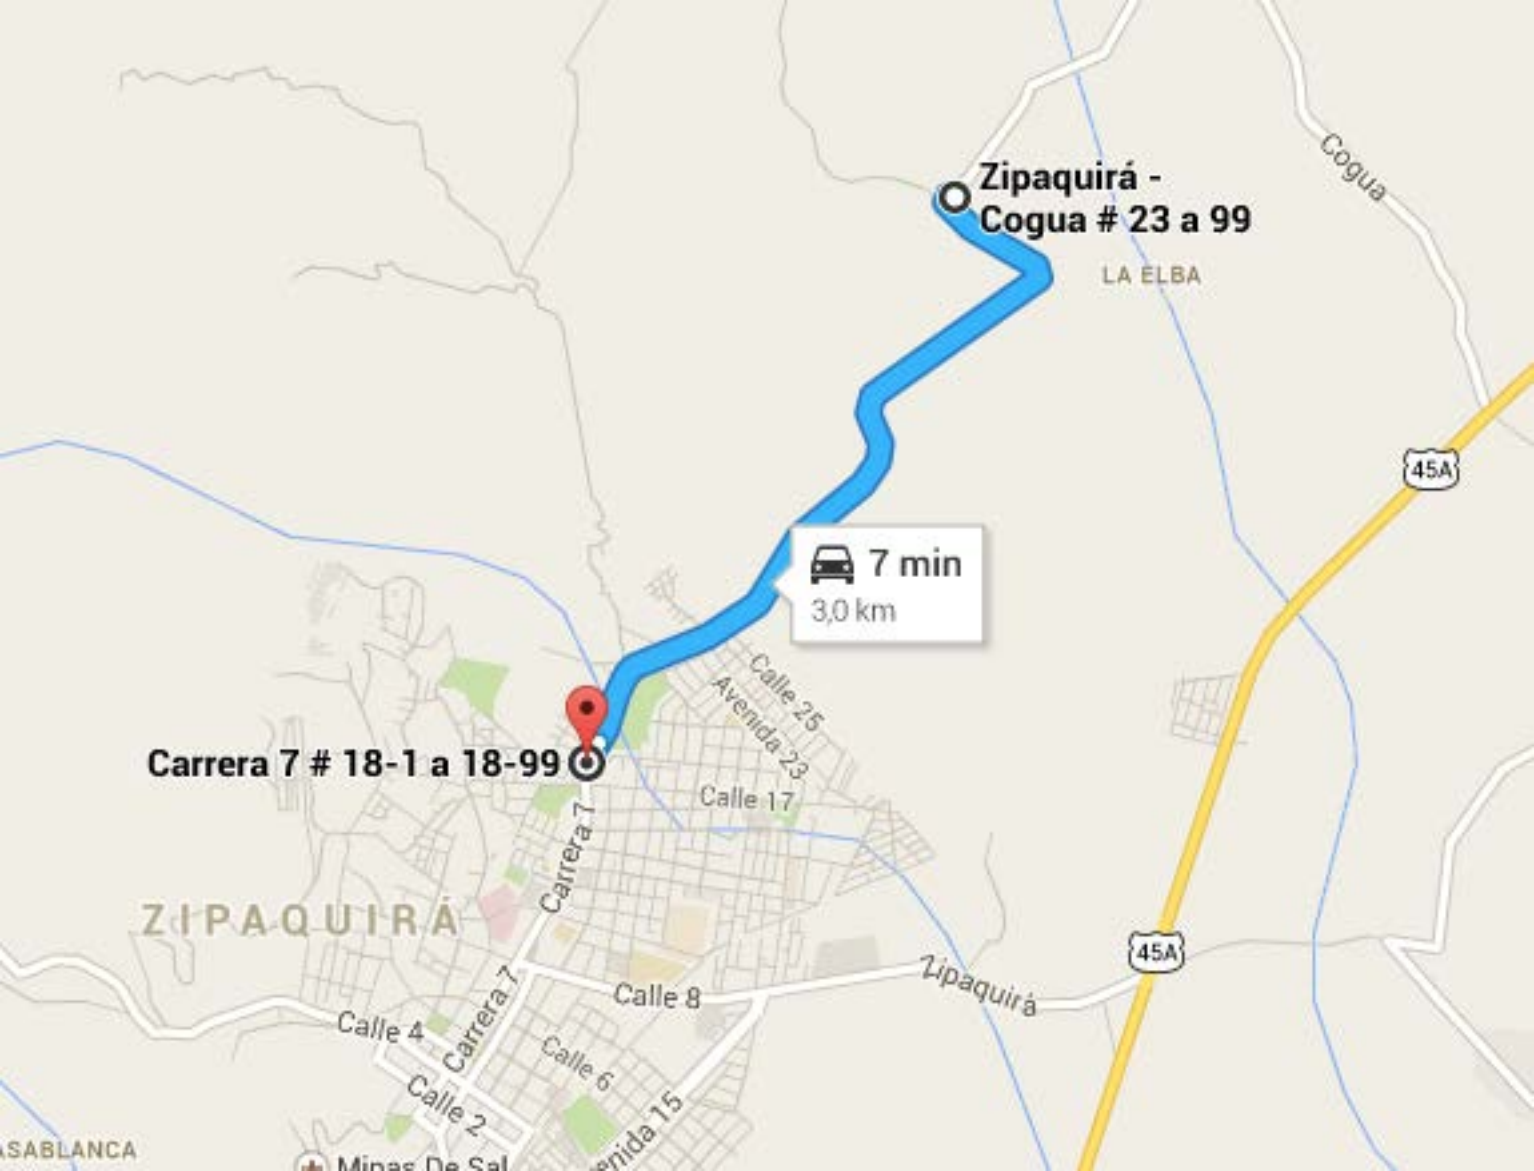 Cogua
Zipaquirá -
Cogua # 23 a 99
LA ELBA
45A
7 min
3,0 km
Calle 25
Avenida 23
Carrera 7 # 18-1 a 18-99
Calle 17
Carrera 7
ZIPAQUIRÁ
45A
Zipaquirá
Calle 8
Calle 4
Carrera 7
Calle 6
Calle 2
enida 15
ASABLANCA
Minas De Sal